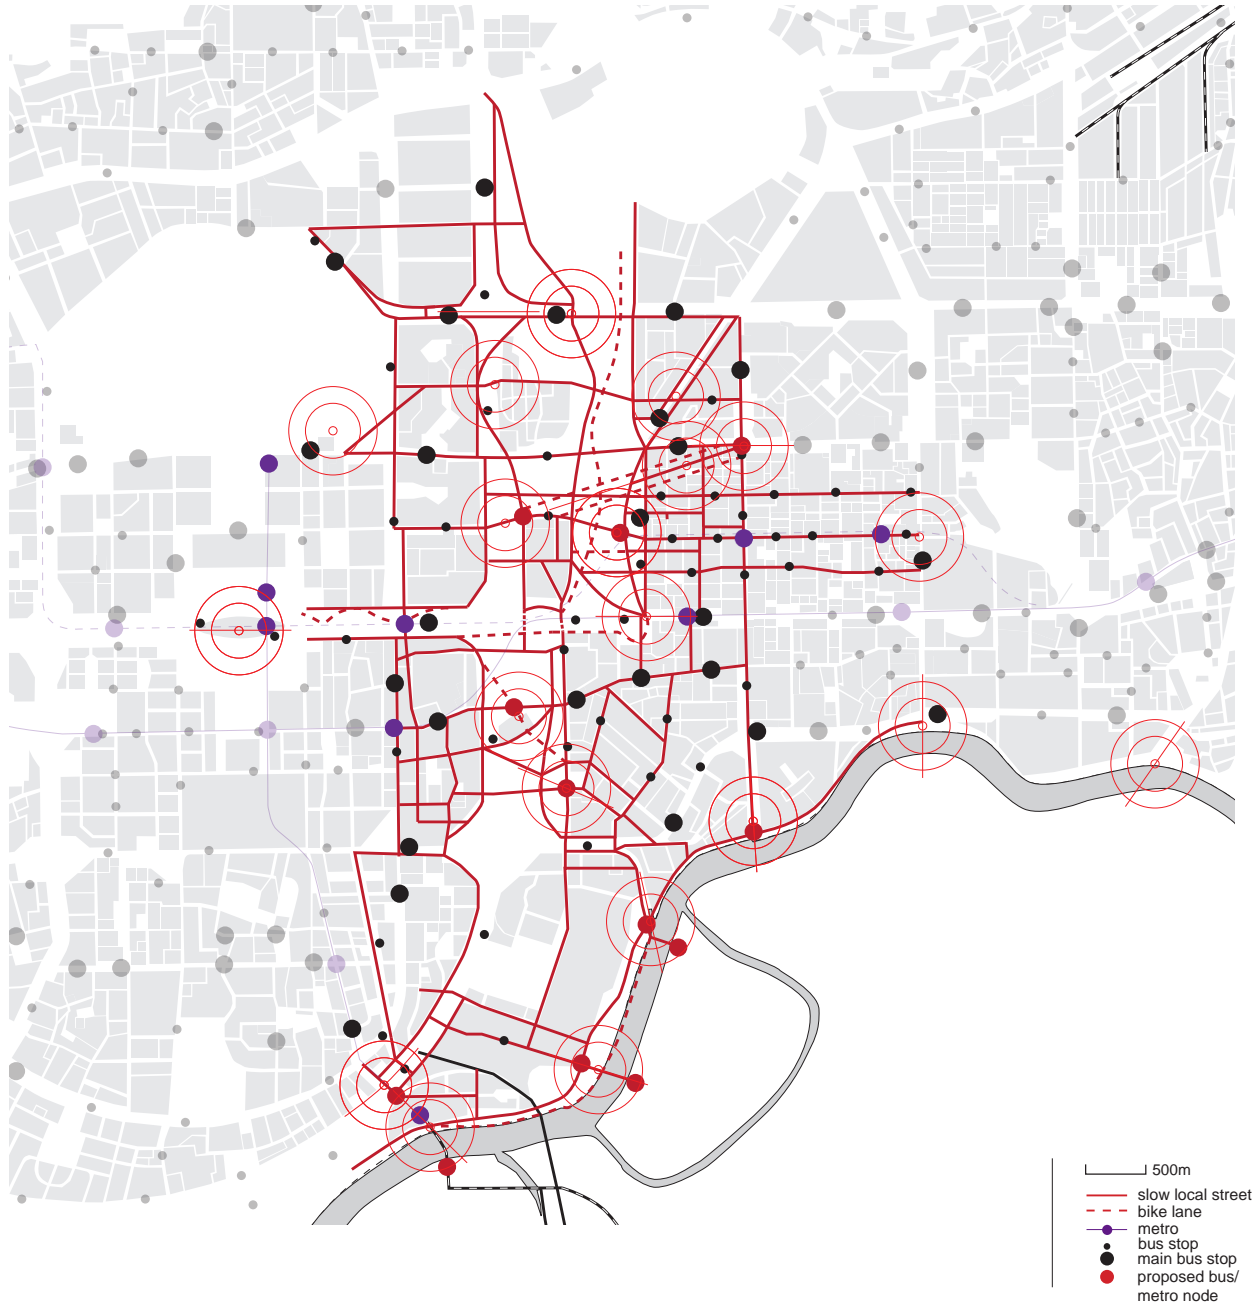 500m
slow local street
bike lane
metro
bus stop
main bus stop
proposed bus/
metro node